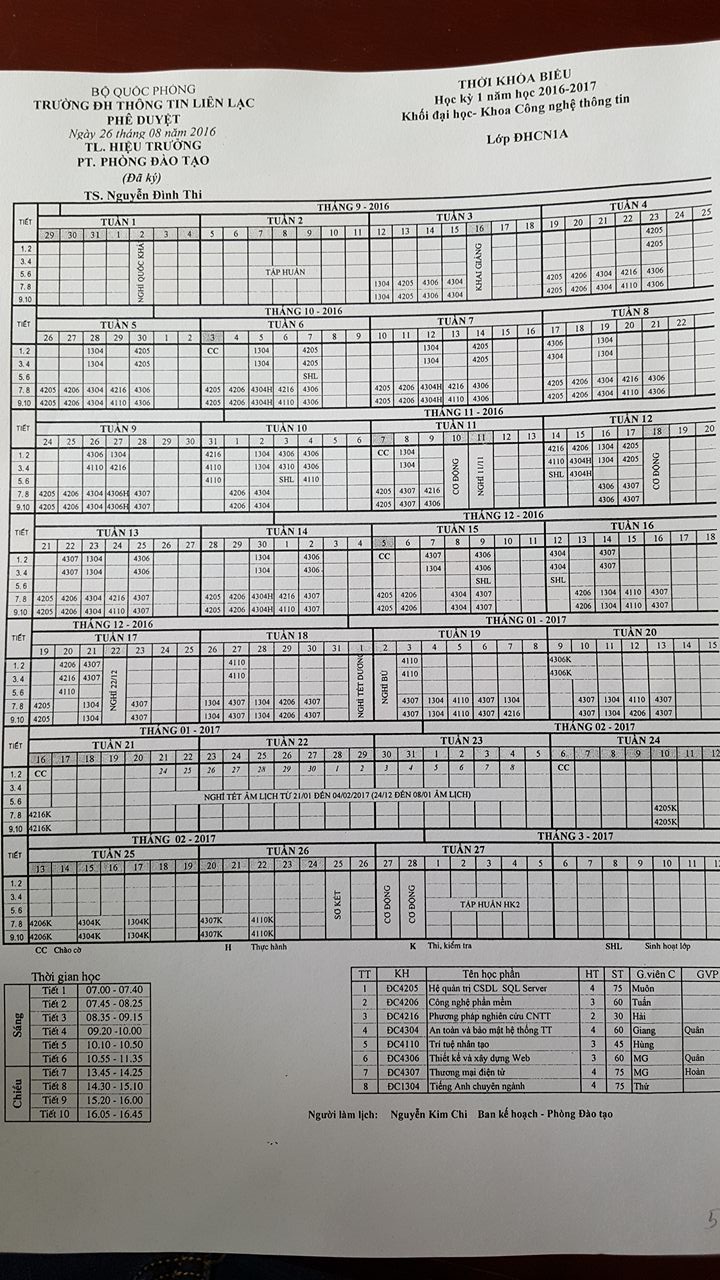 BỘ QUỐC PHÒNG
TRƯỜNG ĐH THÔNG TIN LIÊN LẠC
PHÊ DUYỆT
Ngày 26 tháng 08 năm 2016
TL. HIỆU TRƯỞNG
PT. PHÒNG ĐÀO TẠO
(Đã ký)
TS. Nguyễn Đình Thi
THỜI KHÓA BIỂU
Học kỳ 1 năm học 2016-2017
Khối đại học- Khoa Công nghệ thông tin
Lớp ĐHCN1A
THÁNG 9 - 2016
TIẾT TUẦN 1 TUẦN 2 TUẦN 3 TUẦN 4
29 30 31 1 2 3 4 5 6 7 8 9 10 11 12 13 14 15 16 17 18 19 20 21 22 23 24 25
1. 2 4205
3. 4 4205
5. 6 TẬP HUẤN
7. 8 1304 4205 4306 4304 4205 4206 4304 4216 4306
9.10 1304 4205 4306 4304 4205 4206 4304 4110 4306
NGHỈ QUỐC KHÁ
KHAI GIẢNG
THÁNG 10 - 2016
TIẾT TUẦN 5 TUẦN 6 TUẦN 7 TUẦN 8
26 27 28 29 30 1 2 3 4 5 6 7 8 9 10 11 12 13 14 15 16 17 18 19 20 21 22
1. 2 1304 4205 CC 1304 4205 1304 4205 4306 1304
3. 4 1304 4205 1304 4205 1304 4205 4304 1304
5. 6 SHL
7. 8 4205 4206 4304 4216 4306 4205 4206 4304H 4216 4306 4205 4206 4304H 4216 4306 4205 4206 4304 4216 4306
9.10 4205 4206 4304 4110 4306 4205 4206 4304H 4110 4306 4205 4206 4304H 4110 4306 4205 4206 4304 4110 4306
THÁNG 11 - 2016
TIẾT TUẦN 9 TUẦN 10 TUẦN 11 TUẦN 12
24 25 26 27 28 29 30 31 1 2 3 4 5 6 7 8 9 10 11 12 13 14 15 16 17 18 19 20
1. 2 4306 1304 4216 1304 4306 4306 CC 1304 4216 4206 1304 4205
3. 4 4110 4216 4110 1304 4310 4306 1304 4110 4304H 1304 4205
5. 6 4110 SHL 4110 SHL 4304H
7. 8 4205 4206 4304 4306H 4307 4206 4304 4205 4307 4216 4306 4307
9.10 4205 4206 4304 4306H 4307 4206 4304 4205 4307 4306 4306 4307
CƠ ĐỘNG
NGHỈ 11/11
CƠ ĐỘNG
THÁNG 12 - 2016
TIẾT TUẦN 13 TUẦN 14 TUẦN 15 TUẦN 16
21 22 23 24 25 26 27 28 29 30 1 2 3 4 5 6 7 8 9 10 11 12 13 14 15 16 17 18
1. 2 4307 1304 4306 1304 4306 CC 4307 4306 4304 4307
3. 4 4307 1304 4306 1304 4306 1304 4306 4304 4307
5. 6 SHL SHL
7. 8 4205 4206 4304 4216 4307 4205 4206 4304H 4216 4307 4205 4206 4304 4307 4206 1304 4110 4307
9.10 4205 4206 4304 4110 4307 4205 4206 4304H 4110 4307 4205 4206 1304 4307 4206 1304 4110 4307
THÁNG 12 - 2016 THÁNG 01 - 2017
TIẾT TUẦN 17 TUẦN 18 TUẦN 19 TUẦN 20
19 20 21 22 23 24 25 26 27 28 29 30 31 1 2 3 4 5 6 7 8 9 10 11 12 13 14 15
1. 2 4206 4307 4110 4110 4306K
3. 4 4216 4307 4110 4110 4306K
5. 6 4110
7. 8 4205 1304 4307 1304 4307 1304 4206 4307 4307 1304 4110 4307 1304 4307 1304 4110 4307
9.10 4205 1304 4307 1304 4307 1304 4206 4307 4307 1304 4110 4307 4216 4307 1304 4206 4307
NGHỈ 22/12
NGHỈ TẾT DƯƠNG
NGHỈ BÙ
THÁNG 01 - 2017 THÁNG 02 - 2017
TIẾT TUẦN 21 TUẦN 22 TUẦN 23 TUẦN 24
16 17 18 19 20 21 22 23 24 25 26 27 28 29 30 31 1 2 3 4 5 6 7 8 9 10 11 12
1. 2 CC 24 25 26 27 28 29 30 1 2 3 4 5 6 7 8 CC
3. 4
5. 6 NGHỈ TẾT ÂM LỊCH TỪ 21/01 ĐẾN 04/02/2017 (24/12 ĐẾN 08/01 ÂM LỊCH)
7. 8 4216K 4205K
9.10 4216K 4205K
THÁNG 02 - 2017 THÁNG 3 - 2017
TIẾT TUẦN 25 TUẦN 26 TUẦN 27
13 14 15 16 17 18 19 20 21 22 23 24 25 26 27 28 1 2 3 4 5 6 7 8 9 10 11 1
1. 2
3. 4
5. 6 TẬP HUẤN HK2
7. 8 4206K 4304K 1304K 4307K 4110K
9.10 4206K 4304K 1304K 4307K 4110K
SƠ KẾT
CƠ ĐỘNG
CƠ ĐỘNG
CC Chào cờ H Thực hành K Thi, kiểm tra SHL Sinh hoạt lớp
Thời gian học
Sáng
Tiết 1 07.00 - 07.40
Tiết 2 07.45 - 08.25
Tiết 3 08.35 - 09.15
Tiết 4 09.20 -10.00
Tiết 5 10.10 - 10.50
Tiết 6 10.55 - 11.35
Chiều
Tiết 7 13.45 - 14.25
Tiết 8 14.30 - 15.10
Tiết 9 15.20 - 16.00
Tiết 10 16.05 - 16.45
TT KH Tên học phần HT ST G.viên C GVP
1 ĐC4205 Hệ quản trị CSDL SQL Server 4 75 Muôn
2 ĐC4206 Công nghệ phần mềm 3 60 Tuấn
3 ĐC4216 Phương pháp nghiên cứu CNTT 2 30 Hải
4 ĐC4304 An toàn và bảo mật hệ thống TT 4 60 Giang Quân
5 ĐC4110 Trí tuệ nhân tạo 3 45 Hùng
6 ĐC4306 Thiết kế và xây dựng Web 3 60 MG Quân
7 ĐC4307 Thương mại điện tử 4 75 MG Hoàn
8 ĐC1304 Tiếng Anh chuyên ngành 4 75 Thứ
Người làm lịch: Nguyễn Kim Chi Ban kế hoạch - Phòng Đào tạo
5